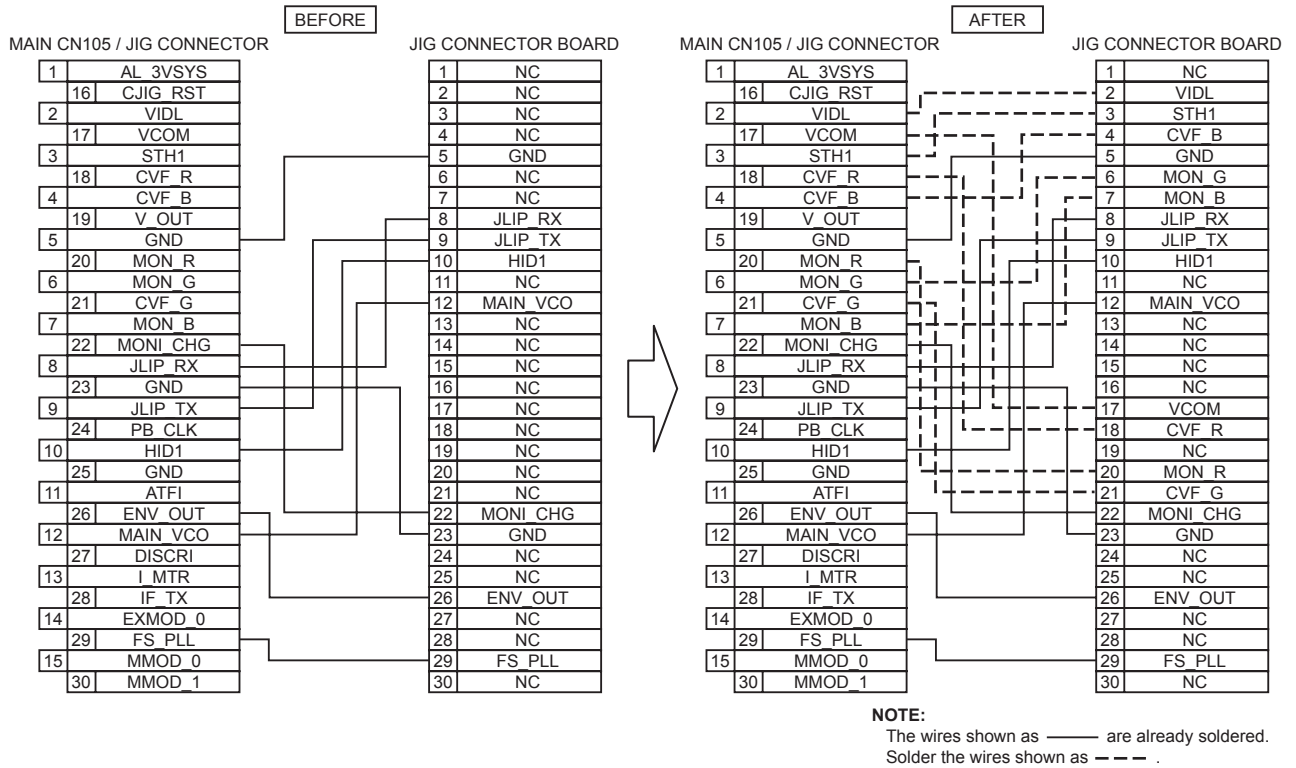 BEFORE
MAIN CN105 / JIG CONNECTOR
JIG CONNECTOR BOARD
1 AL_3VSYS
16 CJIG_RST
2 VIDL
17 VCOM
3 STH1
18 CVF_R
4 CVF_B
19 V_OUT
5 GND
20 MON_R
6 MON_G
21 CVF_G
7 MON_B
22 MONI_CHG
8 JLIP_RX
23 GND
9 JLIP_TX
24 PB_CLK
10 HID1
25 GND
11 ATFI
26 ENV_OUT
12 MAIN_VCO
27 DISCRI
13 I_MTR
28 IF_TX
14 EXMOD_0
29 FS_PLL
15 MMOD_0
30 MMOD_1
1 NC
2 NC
3 NC
4 NC
5 GND
6 NC
7 NC
8 JLIP_RX
9 JLIP_TX
10 HID1
11 NC
12 MAIN_VCO
13 NC
14 NC
15 NC
16 NC
17 NC
18 NC
19 NC
20 NC
21 NC
22 MONI_CHG
23 GND
24 NC
25 NC
26 ENV_OUT
27 NC
28 NC
29 FS_PLL
30 NC
AFTER
MAIN CN105 / JIG CONNECTOR
JIG CONNECTOR BOARD
1 AL_3VSYS
16 CJIG_RST
2 VIDL
17 VCOM
3 STH1
18 CVF_R
4 CVF_B
19 V_OUT
5 GND
20 MON_R
6 MON_G
21 CVF_G
7 MON_B
22 MONI_CHG
8 JLIP_RX
23 GND
9 JLIP_TX
24 PB_CLK
10 HID1
25 GND
11 ATFI
26 ENV_OUT
12 MAIN_VCO
27 DISCRI
13 I_MTR
28 IF_TX
14 EXMOD_0
29 FS_PLL
15 MMOD_0
30 MMOD_1
1 NC
2 VIDL
3 STH1
4 CVF_B
5 GND
6 MON_G
7 MON_B
8 JLIP_RX
9 JLIP_TX
10 HID1
11 NC
12 MAIN_VCO
13 NC
14 NC
15 NC
16 NC
17 VCOM
18 CVF_R
19 NC
20 MON_R
21 CVF_G
22 MONI_CHG
23 GND
24 NC
25 NC
26 ENV_OUT
27 NC
28 NC
29 FS_PLL
30 NC
NOTE:
The wires shown as are already soldered.
Solder the wires shown as .